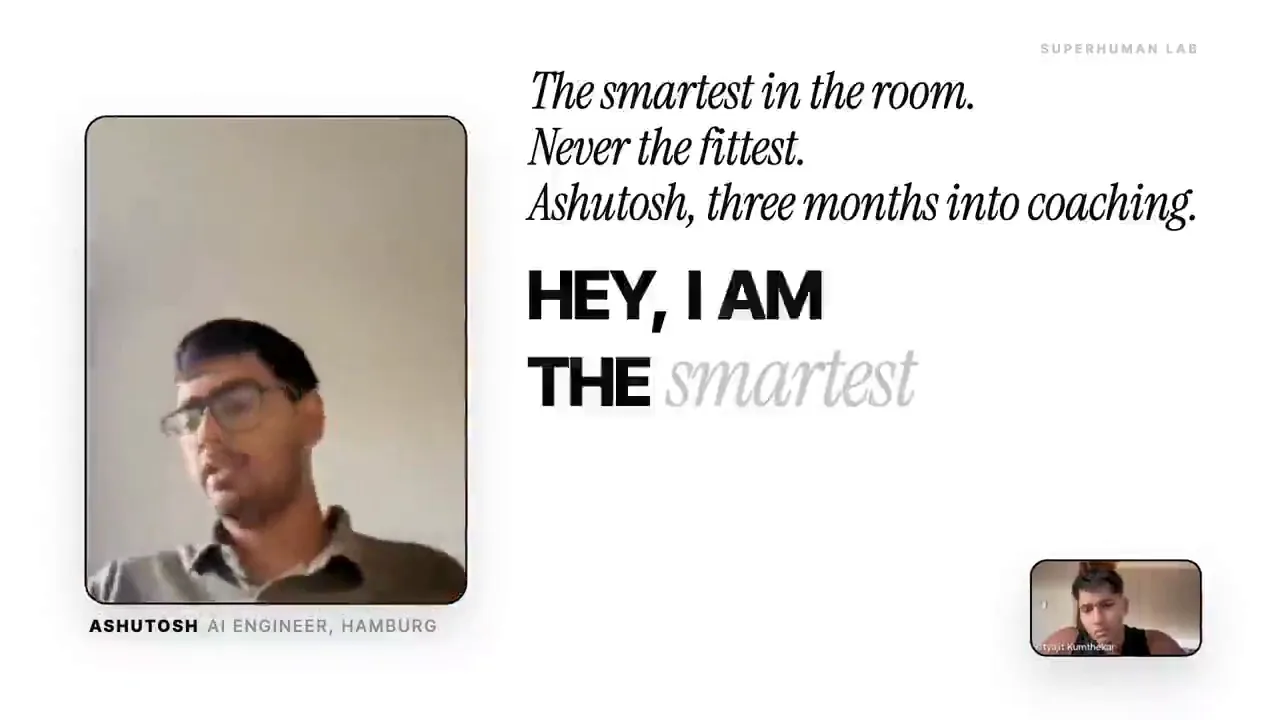 SUPERHUMAN LAB
The smartest in the room.
Never the fittest.
Ashutosh, three months into coaching.
HEY, I AM
THE smartest
ASHUTOSH AI ENGINEER, HAMBURG
Kumthekar